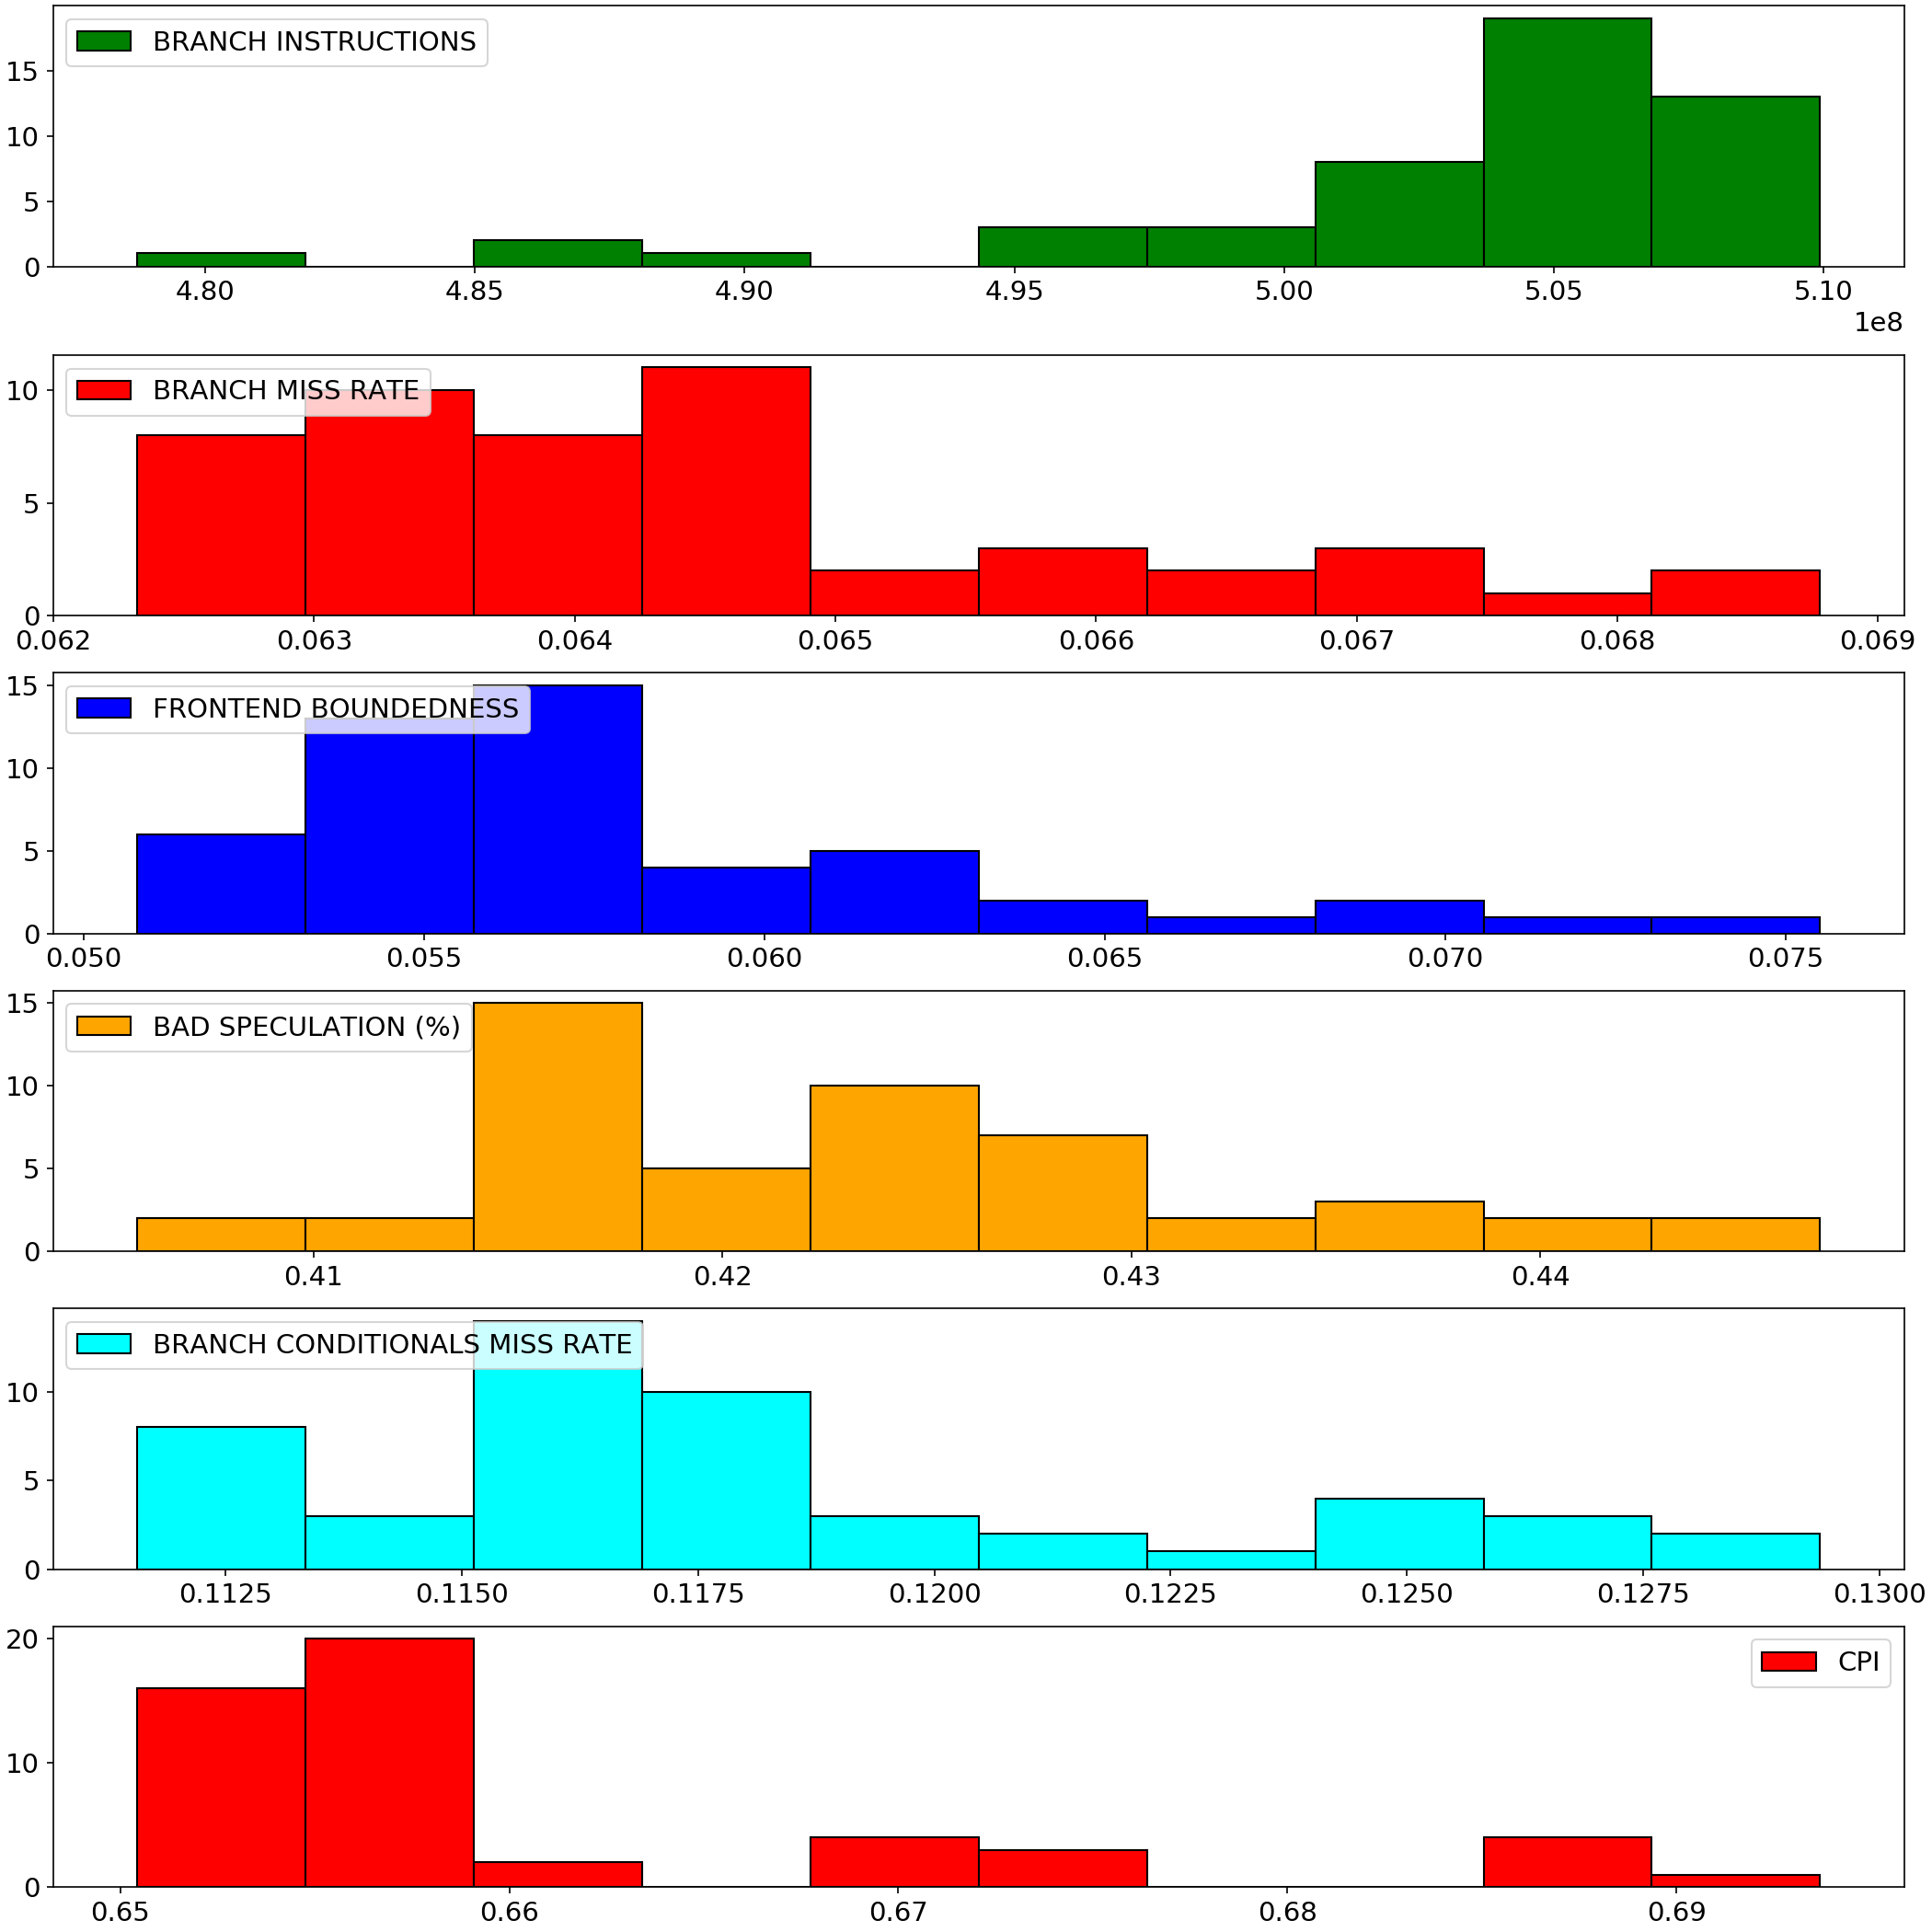 BRANCH INSTRUCTIONS
15
10
5
0
4.80 4.85 4.90 4.95 5.00 5.05 5.10
1e8
BRANCH MISS RATE
10
5
0
0.062 0.063 0.064 0.065 0.066 0.067 0.068 0.069
FRONTEND BOUNDEDNESS
15
10
5
0
0.050 0.055 0.060 0.065 0.070 0.075
BAD SPECULATION (%)
15
10
5
0
0.41 0.42 0.43 0.44
BRANCH CONDITIONALS MISS RATE
10
5
0
0.1125 0.1150 0.1175 0.1200 0.1225 0.1250 0.1275 0.1300
CPI
20
10
0
0.65 0.66 0.67 0.68 0.69